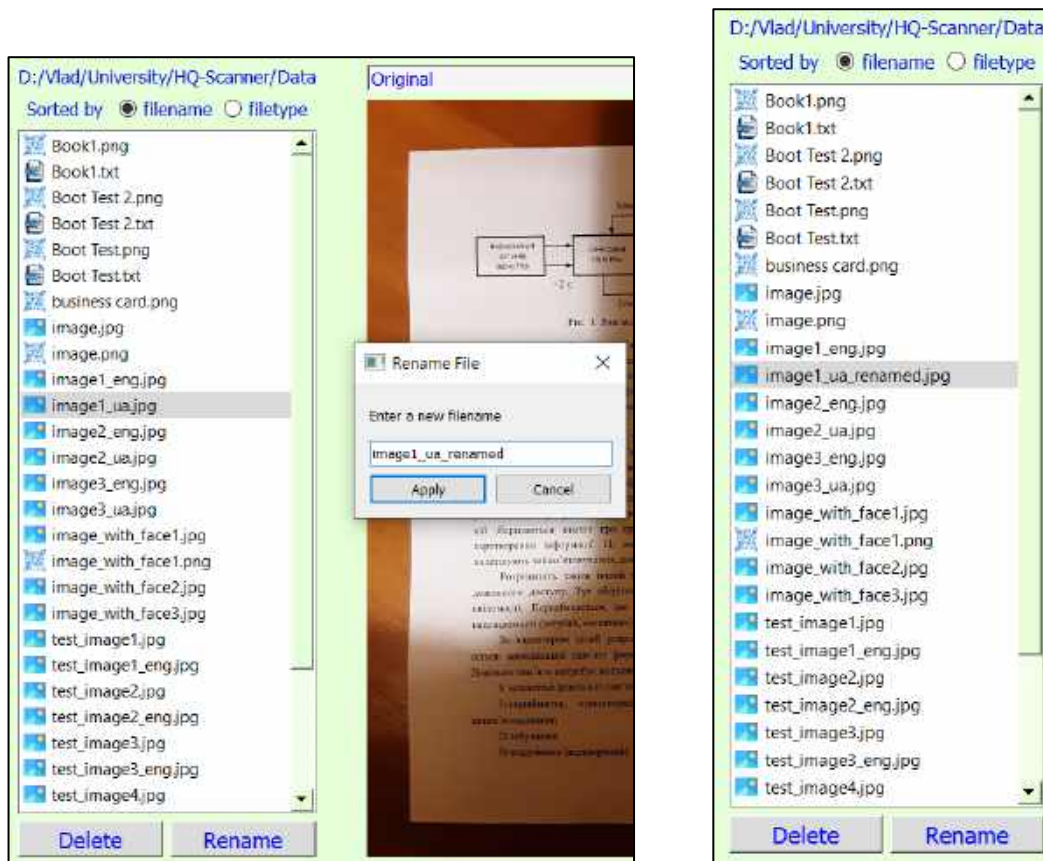 D:/Vlad/University/HQ-Scanner/Data
Sorted by filename filetype
Book1.png
Book1.txt
Boot Test 2.png
Boot Test 2.txt
Boot Test.png
Boot Test.txt
business card.png
image.jpg
image.png
image1_eng.jpg
image1_ua.jpg
image2_eng.jpg
image2_ua.jpg
image3_eng.jpg
image3_ua.jpg
image_with_face1.jpg
image_with_face1.png
image_with_face2.jpg
image_with_face3.jpg
test_image1.jpg
test_image1_eng.jpg
test_image2.jpg
test_image2_eng.jpg
test_image3.jpg
test_image3_eng.jpg
test_image4.jpg
Delete Rename
Original
Rename File
Enter a new filename
image1_ua_renamed
Apply Cancel
D:/Vlad/University/HQ-Scanner/Data
Sorted by filename filetype
Book1.png
Book1.txt
Boot Test 2.png
Boot Test 2.txt
Boot Test.png
Boot Test.txt
business card.png
image.jpg
image.png
image1_eng.jpg
image1_ua_renamed.jpg
image2_eng.jpg
image2_ua.jpg
image3_eng.jpg
image3_ua.jpg
image_with_face1.jpg
image_with_face1.png
image_with_face2.jpg
image_with_face3.jpg
test_image1.jpg
test_image1_eng.jpg
test_image2.jpg
test_image2_eng.jpg
test_image3.jpg
test_image3_eng.jpg
test_image4.jpg
Delete Rename